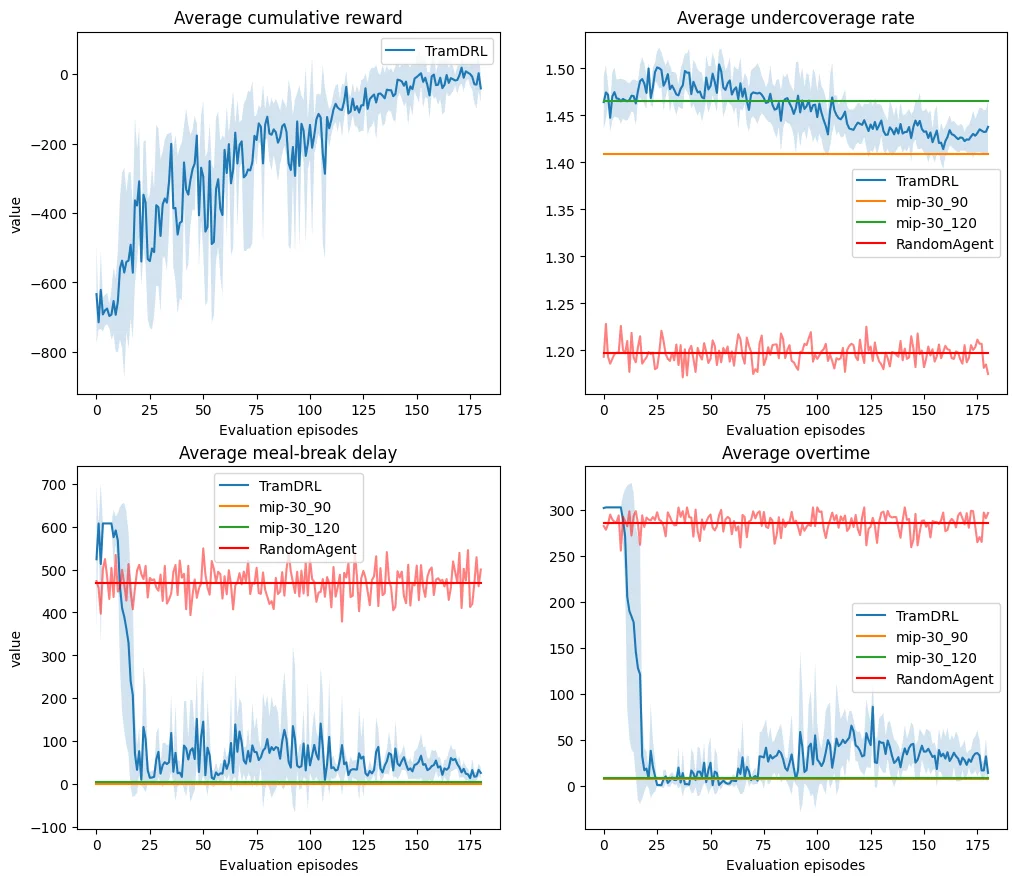 Average cumulative reward
TramDRL
value
0
−200
−400
−600
−800
0 25 50 75 100 125 150 175
Evaluation episodes
Average undercoverage rate
1.50
1.45
1.40
1.35
1.30
1.25
1.20
TramDRL
mip-30_90
mip-30_120
RandomAgent
0 25 50 75 100 125 150 175
Evaluation episodes
Average meal-break delay
TramDRL
mip-30_90
mip-30_120
RandomAgent
value
700
600
500
400
300
200
100
0
−100
0 25 50 75 100 125 150 175
Evaluation episodes
Average overtime
300
250
200
150
100
50
0
TramDRL
mip-30_90
mip-30_120
RandomAgent
0 25 50 75 100 125 150 175
Evaluation episodes